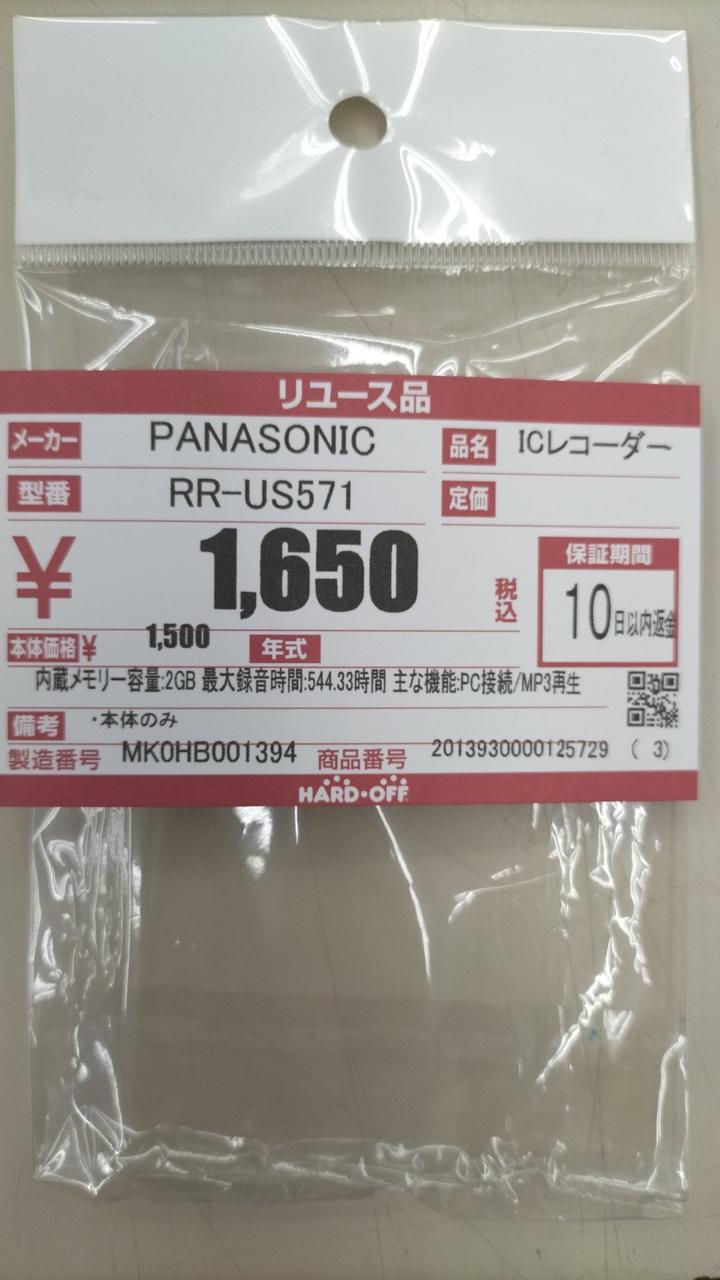 リユース品
メーカー PANASONIC 品名 ICレコーダー
型番 RR-US571 定価
¥ 1,650 税込 保証期間
10日以内返金
本体価格¥ 1,500 年式
内蔵メモリー容量:2GB 最大録音時間:544.33時間 主な機能:PC接続/MP3再生
備考 ・本体のみ
製造番号 MK0HB001394 商品番号 2013930000125729 ( 3)
HARD・OFF